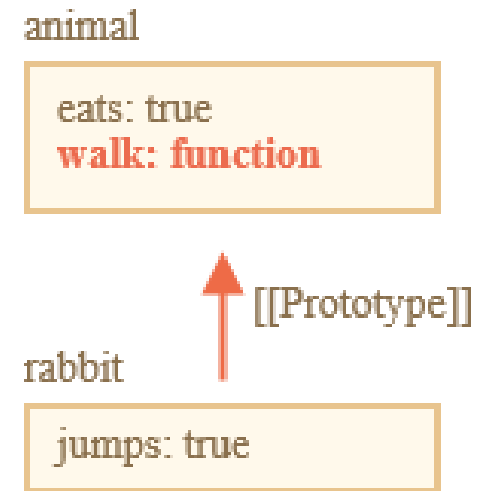 animal
eats: true
walk: function
[[Prototype]]
rabbit
jumps: true